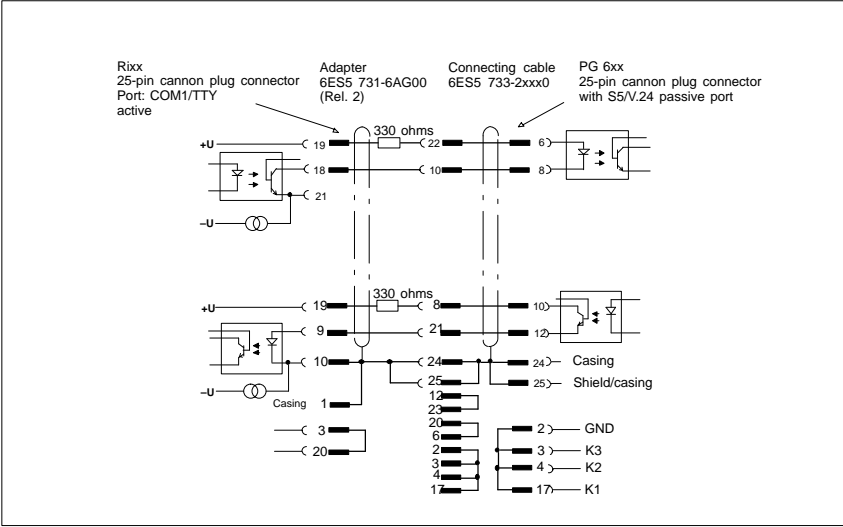 Rixx
25-pin cannon plug connector
Port: COM1/TTY
active
Adapter
6ES5 731-6AG00
(Rel. 2)
Connecting cable
6ES5 733-2xxx0
PG 6xx
25-pin cannon plug connector
with S5/V.24 passive port
+U 19 330 ohms 22 6
18 10 8
21
–U
+U 19 330 ohms 8 10
9 21 12
10 24 24 Casing
–U 25 25 Shield/casing
Casing 1 12
23
3 20 2 GND
6
20 2 3 K3
3 4 K2
4
17 17 K1